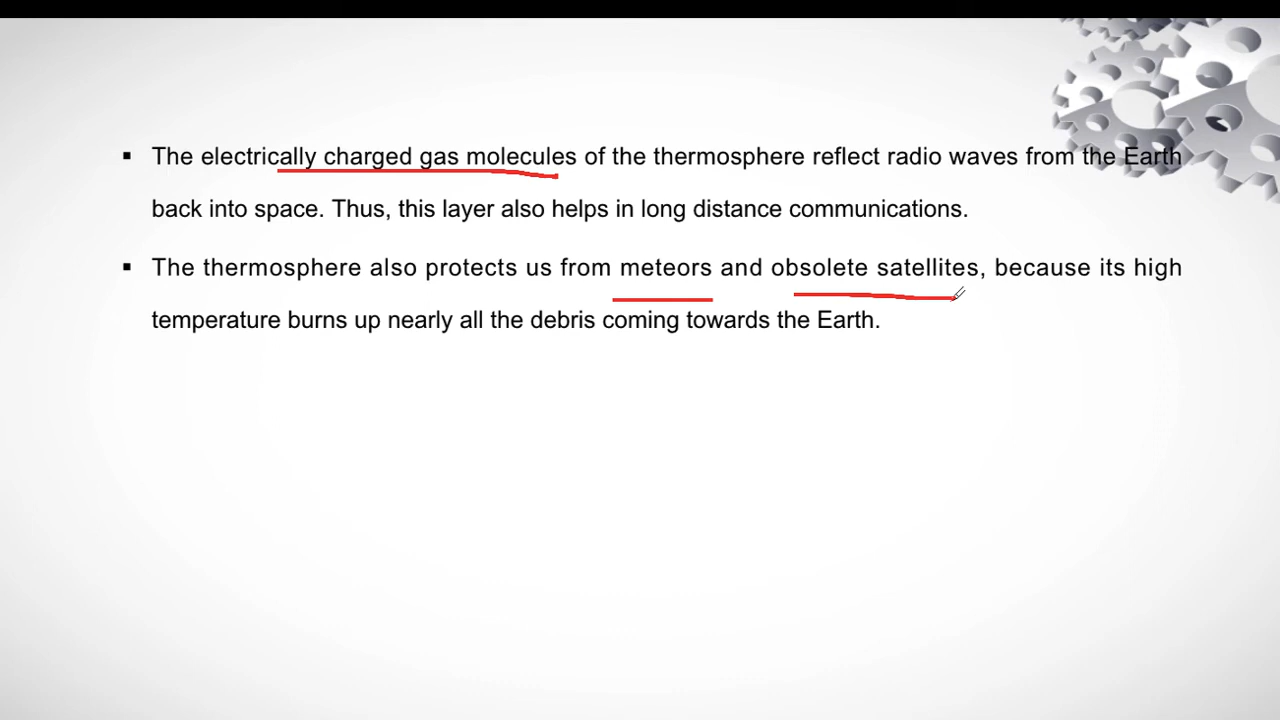 ▪ The electrically charged gas molecules of the thermosphere reflect radio waves from the Earth
back into space. Thus, this layer also helps in long distance communications.
▪ The thermosphere also protects us from meteors and obsolete satellites, because its high
temperature burns up nearly all the debris coming towards the Earth.